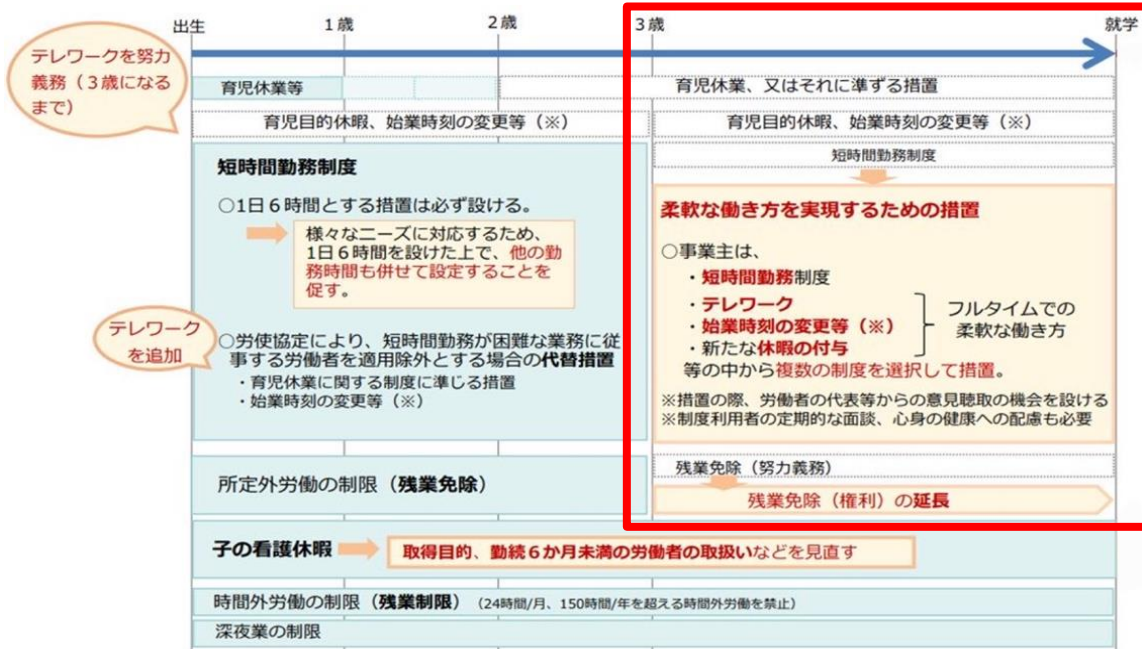 出生
1歳
2歳
3歳
就学
テレワークを努力
義務（3歳になる
まで）
育児休業等
育児休業、又はそれに準ずる措置
育児目的休暇、始業時刻の変更等（※）
育児目的休暇、始業時刻の変更等（※）
短時間勤務制度
○1日6時間とする措置は必ず設ける。
様々なニーズに対応するため、
1日6時間を設けた上で、他の勤
務時間も併せて設定することを
促す。
テレワーク
を追加
○労使協定により、短時間勤務が困難な業務に従
事する労働者を適用除外とする場合の代替措置
・育児休業に関する制度に準じる措置
・始業時刻の変更等（※）
短時間勤務制度
柔軟な働き方を実現するための措置
○事業主は、
・短時間勤務制度
・テレワーク
・始業時刻の変更等（※）
・新たな休暇の付与
フルタイムでの
柔軟な働き方
等の中から複数の制度を選択して措置。
※措置の際、労働者の代表等からの意見聴取の機会を設ける
※制度利用者の定期的な面談、心身の健康への配慮も必要
所定外労働の制限（残業免除）
残業免除（努力義務）
残業免除（権利）の延長
子の看護休暇
取得目的、勤続6か月未満の労働者の取扱いなどを見直す
時間外労働の制限（残業制限）（24時間/月、150時間/年を超える時間外労働を禁止）
深夜業の制限